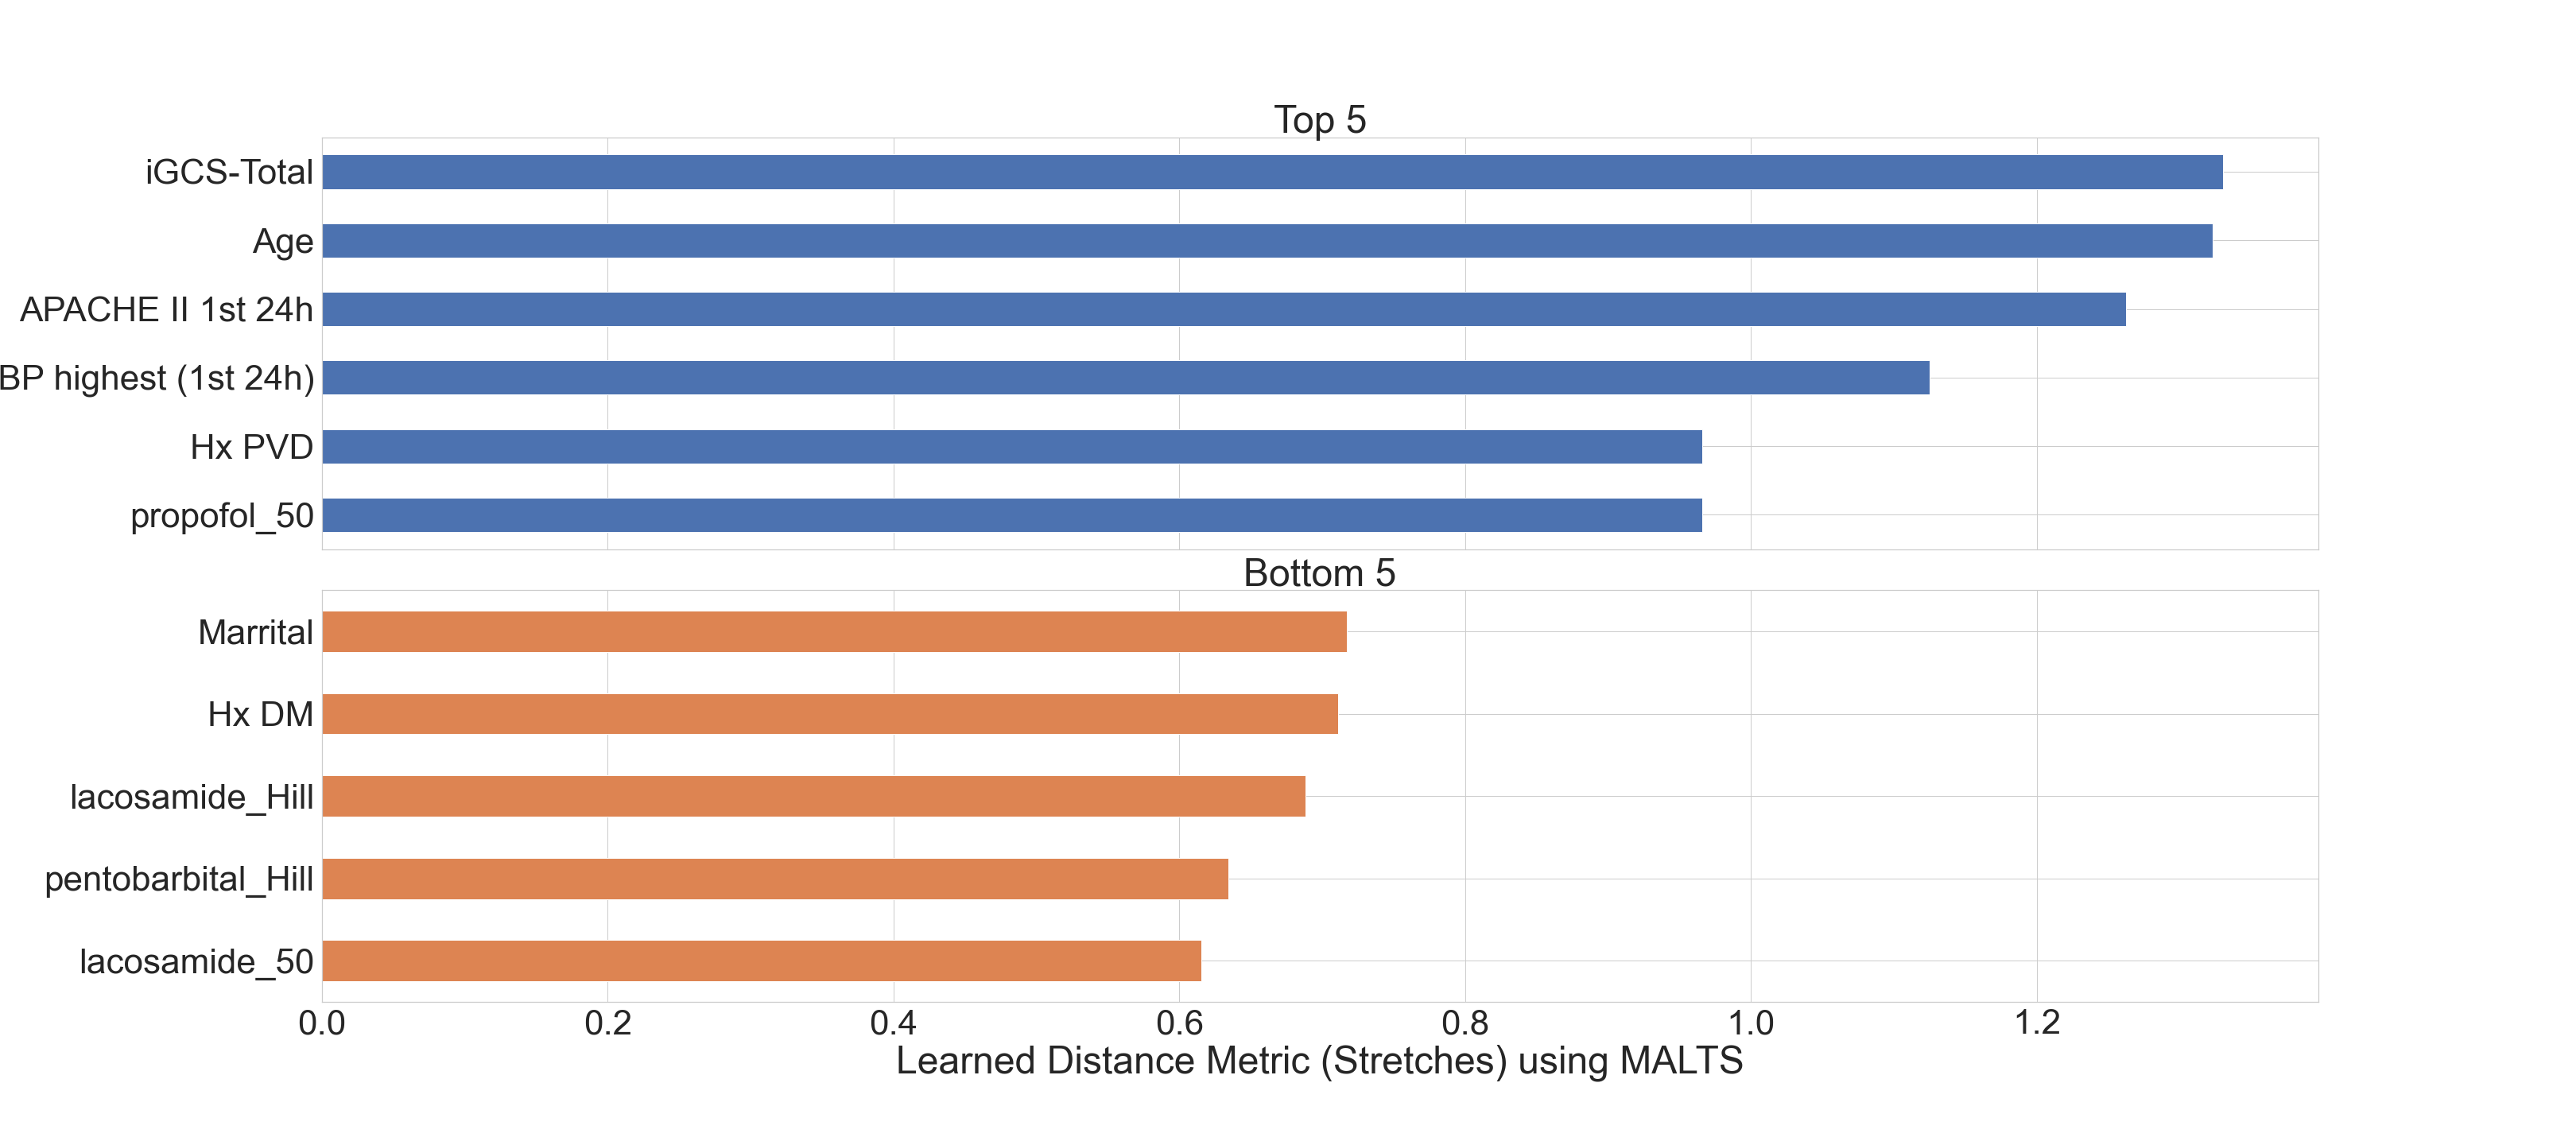 Top 5
iGCS-Total
Age
APACHE II 1st 24h
BP highest (1st 24h)
Hx PVD
propofol_50
Bottom 5
Marrital
Hx DM
lacosamide_Hill
pentobarbital_Hill
lacosamide_50
0.0 0.2 0.4 0.6 0.8 1.0 1.2
Learned Distance Metric (Stretches) using MALTS